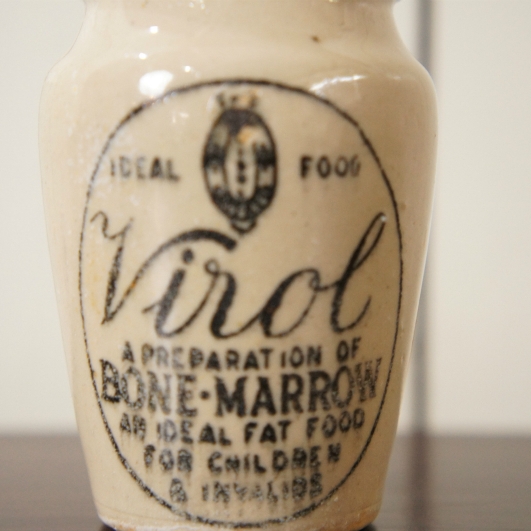 IDEAL FOOD
Virol
A PREPARATION OF
BONE·MARROW
AN IDEAL FAT FOOD
FOR CHILDREN
& INVALIDS